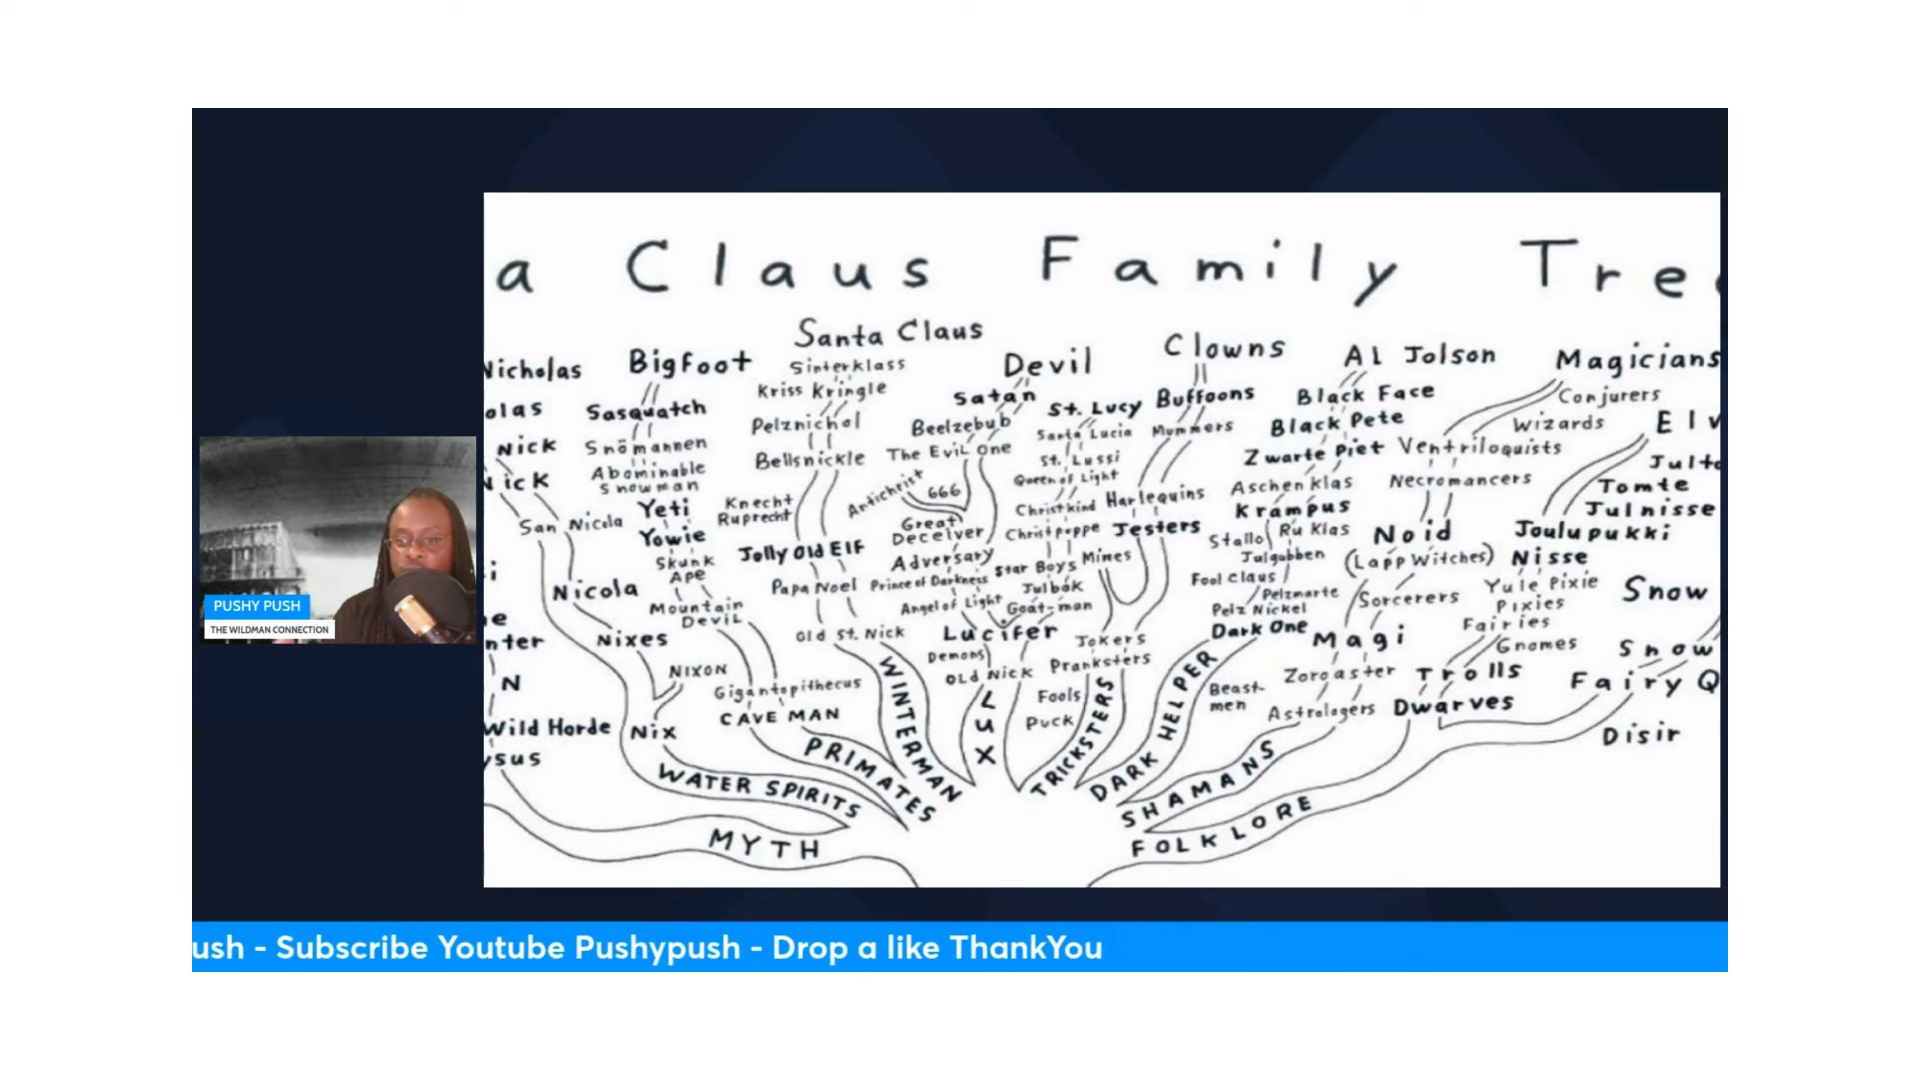 a Claus Family Tre
Santa Claus
Nicholas
Bigfoot
Sinterklass
Devil
Clowns
Al Jolson
Magicians
Kriss Kringle
Satan
Buffoons
Black Face
Conjurers
olas
Sasquatch
Pelznichol
Beelzebub
St. Lucy
Santa Lucia
Mummers
Black Pete
Wizards
Elv
Nick
Snömannen
Bellsnickle
The Evil One
St. Lussi
Zwarte Piet
Ventriloquists
Jult
Nick
Abominable
Snowman
Antichrist
666
Queen of Light
Aschenklas
Necromancers
Tomte
San Nicola
Yeti
Knecht
Ruprecht
Great
Deceiver
Christkind
Harlequins
Krampus
Julnisse
Yowie
Jolly Old Elf
Adversary
Christpoppe
Jesters
Stallo
Ru Klas
Noid
Joulupukki
Skunk
Ape
Papa Noel
Prince of Darkness
Star Boys
Mimes
Julgubben
(Lapp Witches)
Nisse
Nicola
Mountain
Devil
Angel of Light
Julbok
Goat-man
Fool Claus
Pelzmarte
Sorcerers
Yule Pixie
Pixies
Snow
Nixes
Old St. Nick
Lucifer
Jokers
Pelz Nickel
Dark One
Magi
Fairies
Gnomes
Snow
nter
Nixon
Gigantopithecus
Demons
Old Nick
Pranksters
Beast-
men
Zoroaster
Trolls
Fairy Q
N
Cave Man
Fools
Puck
Astrologers
Dwarves
Wild Horde
Nix
Disir
ysus
WATER SPIRITS
PRIMATES
WINTERMAN
LUX
TRICKSTERS
DARK HELPER
SHAMANS
FOLKLORE
MYTH
PUSHY PUSH
THE WILDMAN CONNECTION
ush - Subscribe Youtube Pushypush - Drop a like ThankYou